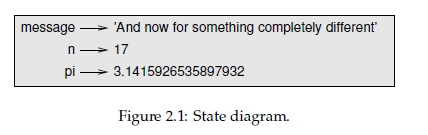 message → 'And now for something completely different'
n → 17
pi → 3.1415926535897932
Figure 2.1: State diagram.